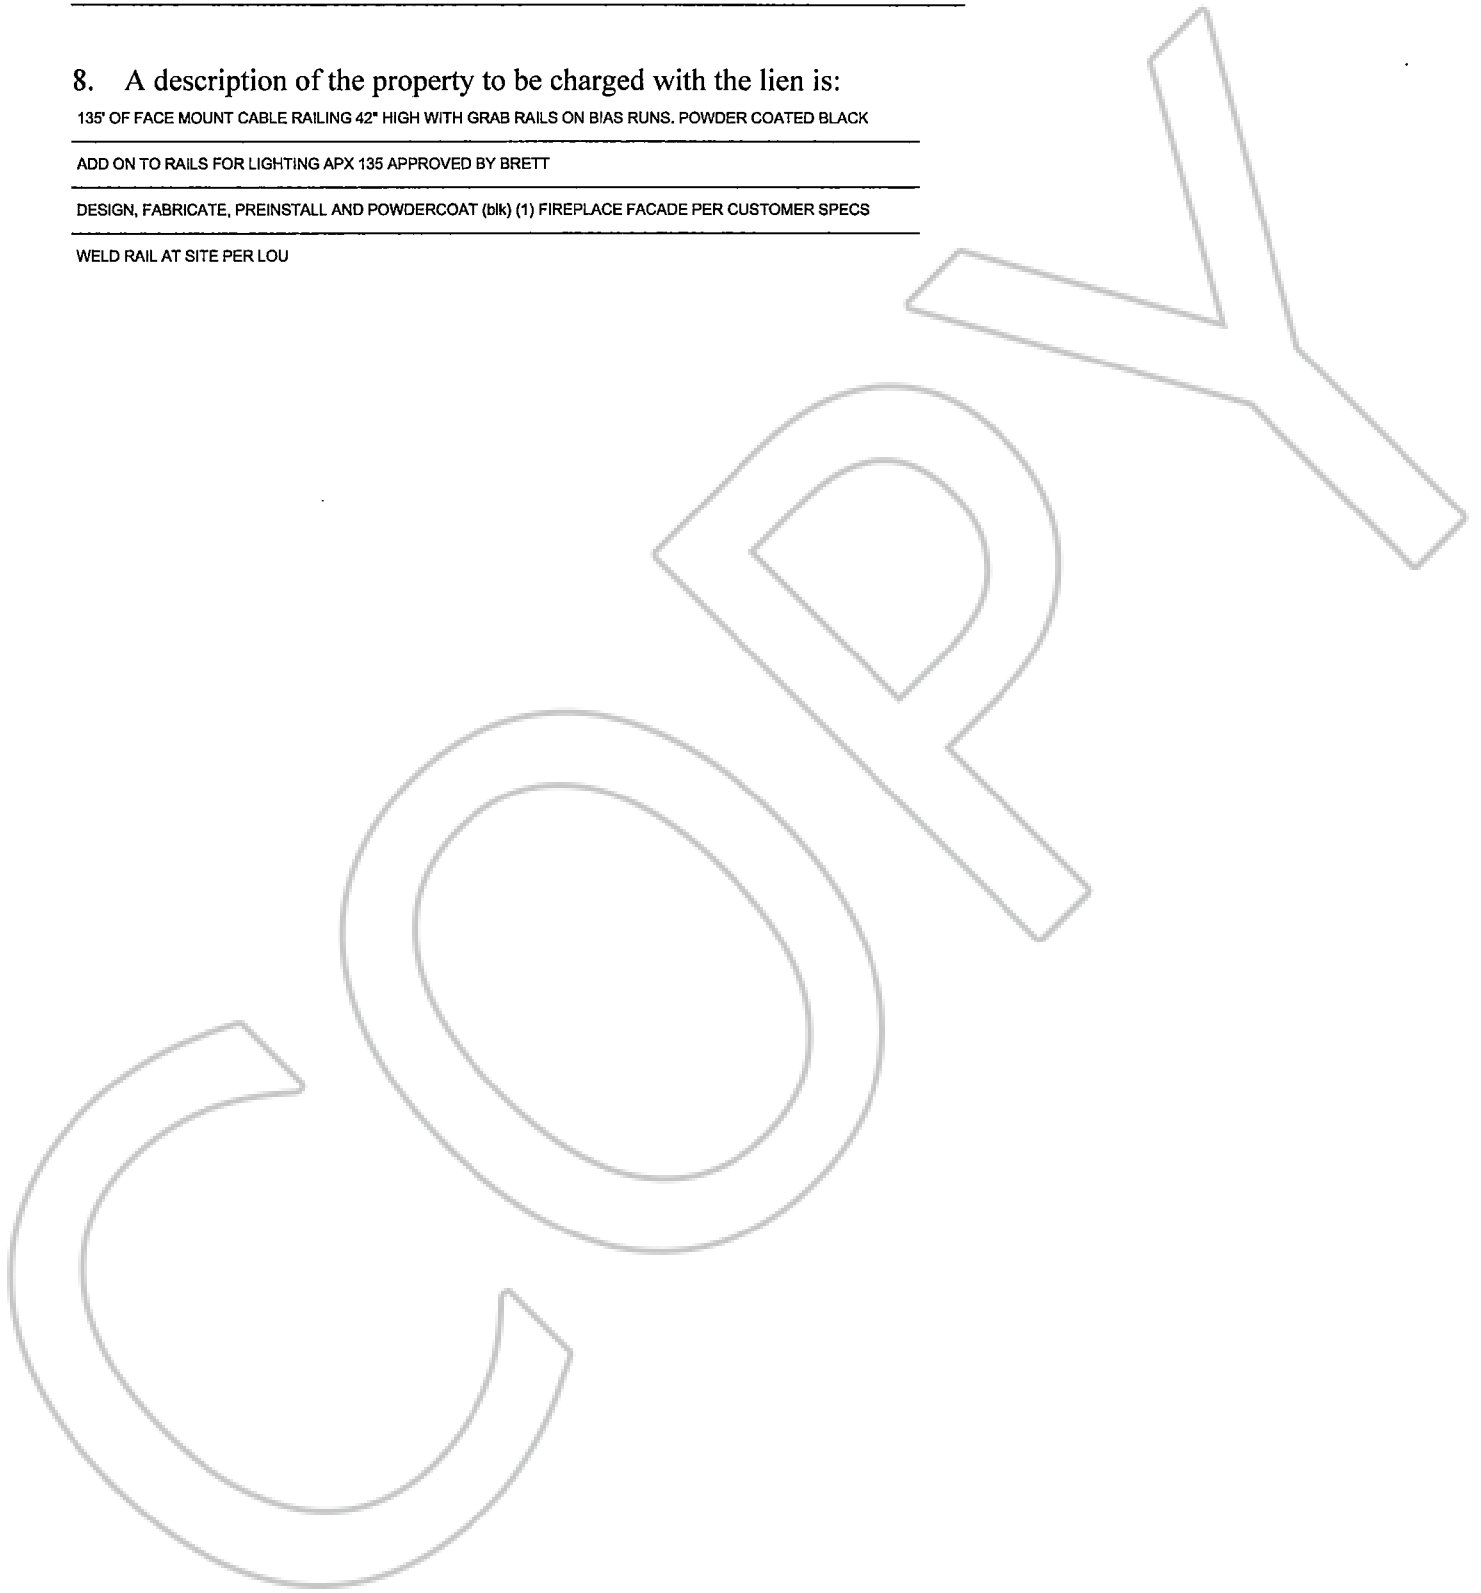 8. A description of the property to be charged with the lien is:
135' OF FACE MOUNT CABLE RAILING 42" HIGH WITH GRAB RAILS ON BIAS RUNS. POWDER COATED BLACK
ADD ON TO RAILS FOR LIGHTING APX 135 APPROVED BY BRETT
DESIGN, FABRICATE, PREINSTALL AND POWDERCOAT (blk) (1) FIREPLACE FACADE PER CUSTOMER SPECS
WELD RAIL AT SITE PER LOU
COPY